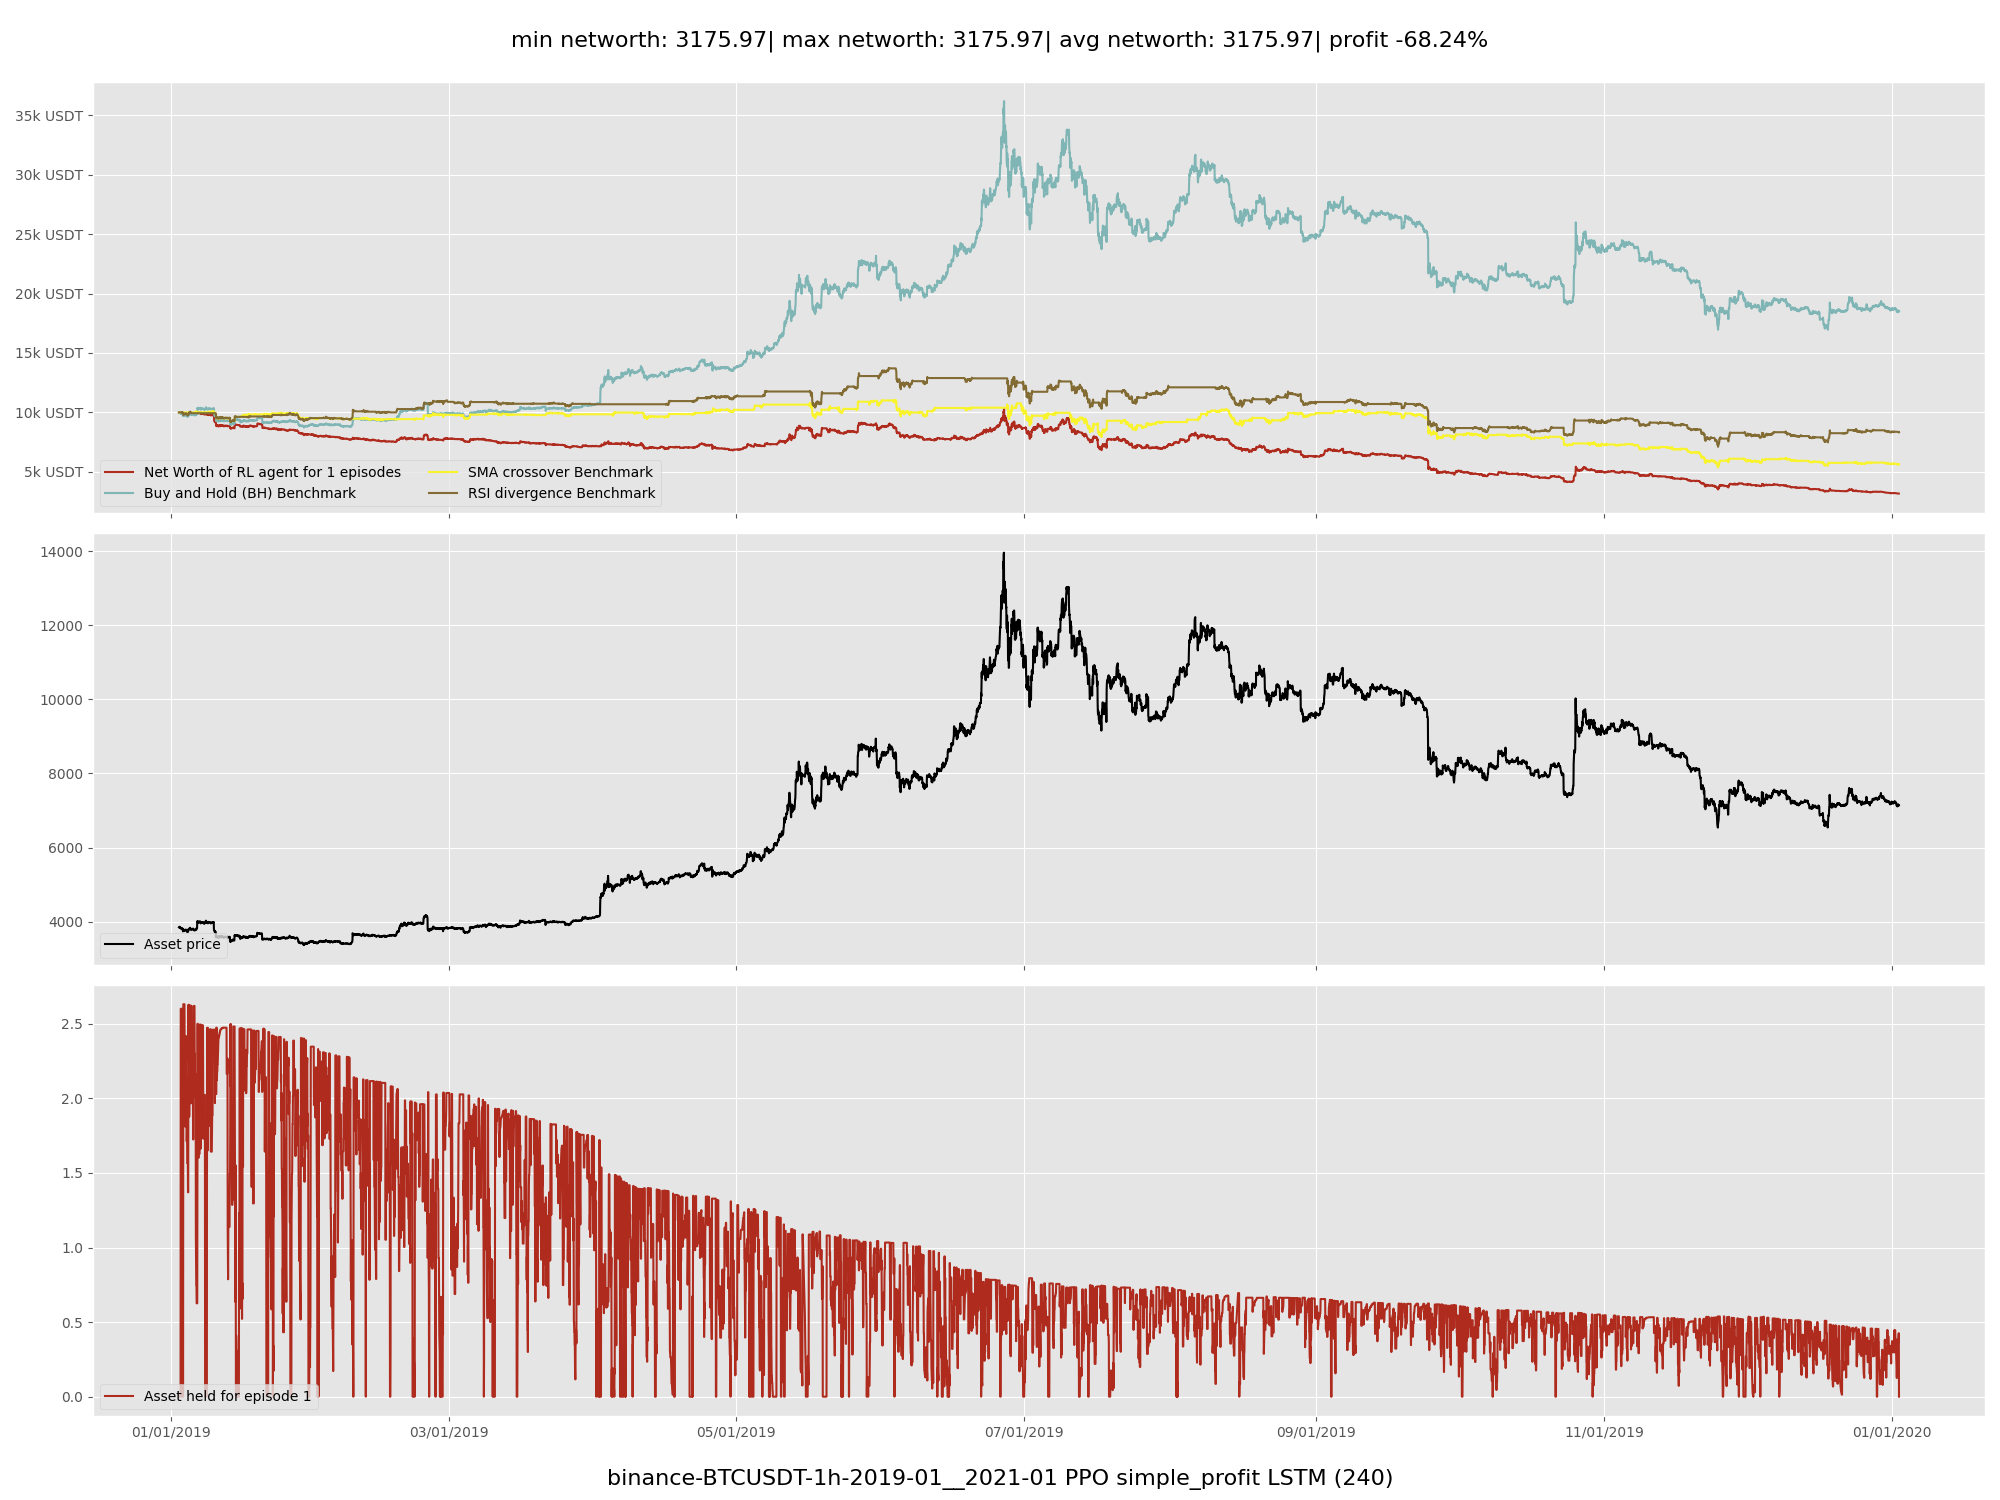 min networth: 3175.97| max networth: 3175.97| avg networth: 3175.97| profit -68.24%
35k USDT
30k USDT
25k USDT
20k USDT
15k USDT
10k USDT
5k USDT
Net Worth of RL agent for 1 episodes
Buy and Hold (BH) Benchmark
SMA crossover Benchmark
RSI divergence Benchmark
14000
12000
10000
8000
6000
4000
Asset price
2.5
2.0
1.5
1.0
0.5
0.0
Asset held for episode 1
01/01/2019 03/01/2019 05/01/2019 07/01/2019 09/01/2019 11/01/2019 01/01/2020
binance-BTCUSDT-1h-2019-01__2021-01 PPO simple_profit LSTM (240)